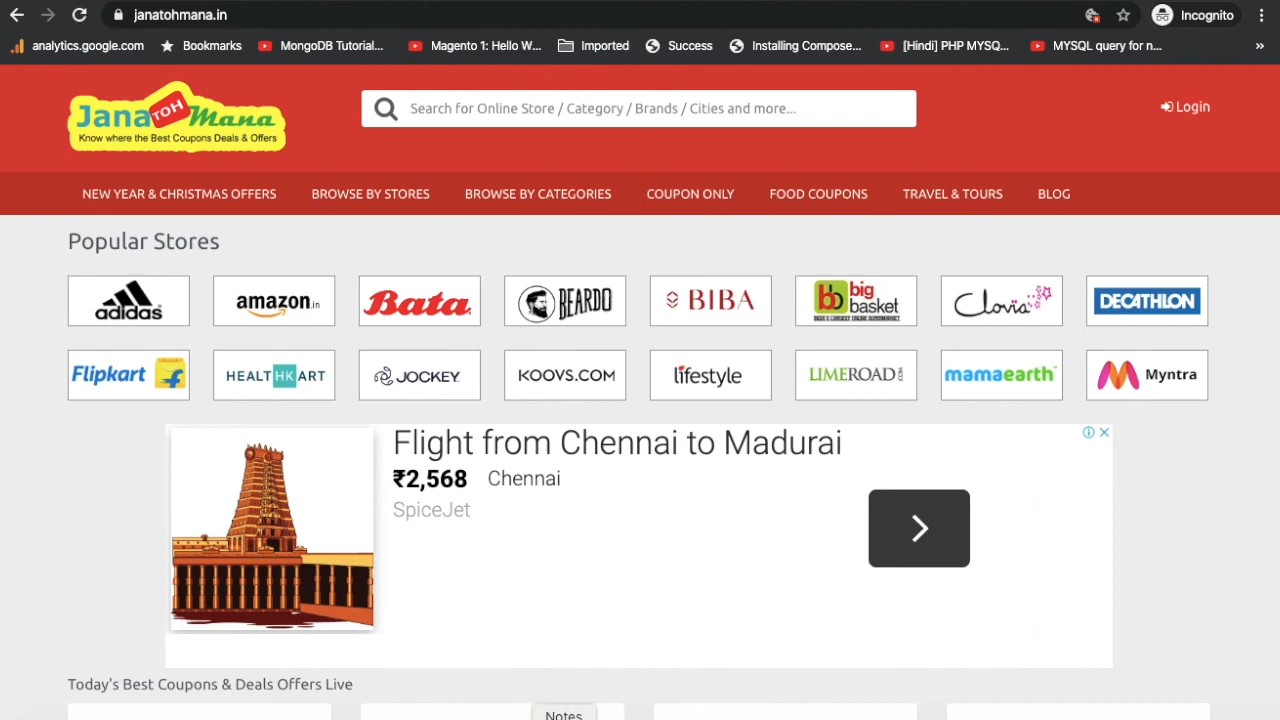 janatohmana.in
Incognito
analytics.google.com
Bookmarks
MongoDB Tutorial...
Magento 1: Hello W...
Imported
Success
Installing Compose...
[Hindi] PHP MYSQ...
MYSQL query for n...
»
Jana TOH Mana
Know where the Best Coupons Deals & Offers
Search for Online Store / Category / Brands / Cities and more...
Login
NEW YEAR & CHRISTMAS OFFERS
BROWSE BY STORES
BROWSE BY CATEGORIES
COUPON ONLY
FOOD COUPONS
TRAVEL & TOURS
BLOG
Popular Stores
adidas
amazon.in
Bata
BEARDO
BIBA
bb big basket
Clovia
DECATHLON
Flipkart
HEALTHKART
JOCKEY
KOOVS.COM
lifestyle
LIMEROAD.COM
mamaearth
Myntra
Flight from Chennai to Madurai
₹2,568 Chennai
SpiceJet
Today's Best Coupons & Deals Offers Live
Notes